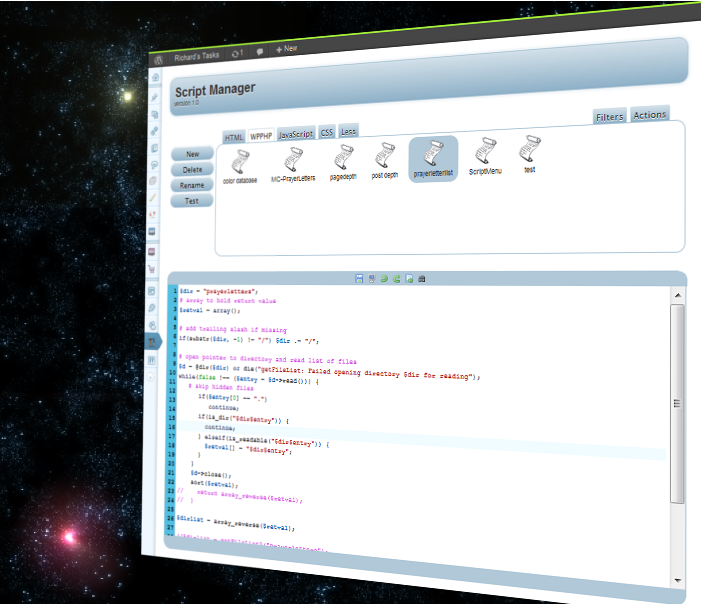 Richard's Tasks 1 + New
Script Manager
version 1.0
Filters Actions
HTML WPPHP JavaScript CSS Less
New
Delete
Rename
Test
color database MC-PrayerLetters pagedepth post depth prayerletterlist ScriptMenu test
1 $dir = "prayerletters";
2 # Array to hold return value
3 $retval = array();
4
5 # add trailing slash if missing
6 if(substr($dir, -1) != "/") $dir .= "/";
7
8 # open pointer to directory and read list of files
9 $d = @dir($dir) or die("getFileList: Failed opening directory $dir for reading");
10 while(false !== ($entry = $d->read())) {
11 # skip hidden files
12 if($entry[0] == ".")
13 continue;
14 if(is_dir("$dir$entry")) {
15 continue;
16 } elseif(is_readable("$dir$entry")) {
17 $retval[] = "$dir$entry";
18 }
19 }
20 $d->close();
21 sort($retval);
22 // return array_reverse($retval);
23 // }
24
25 $dirlist = array_reverse($retval);